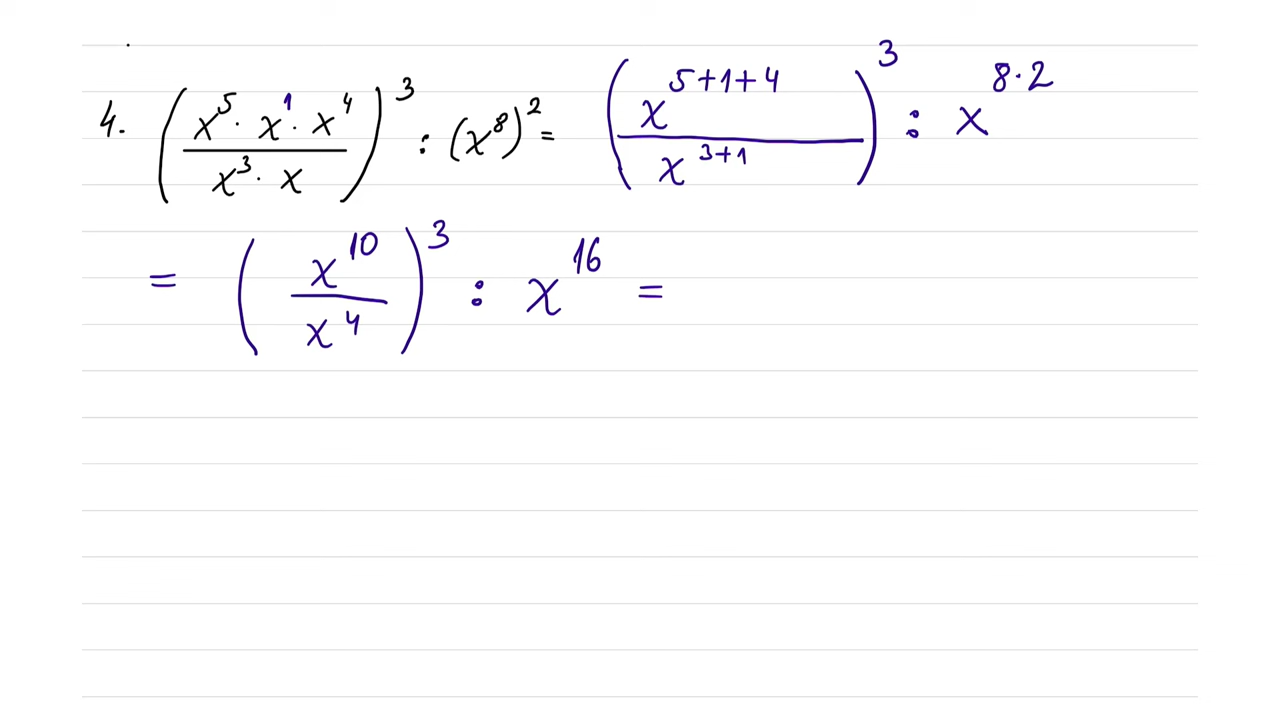 4. (x⁵ · x¹ · x⁴ / x³ · x)³ : (x⁸)² = (x⁵⁺¹⁺⁴ / x³⁺¹)³ : x⁸·²
= (x¹⁰ / x⁴)³ : x¹⁶ =